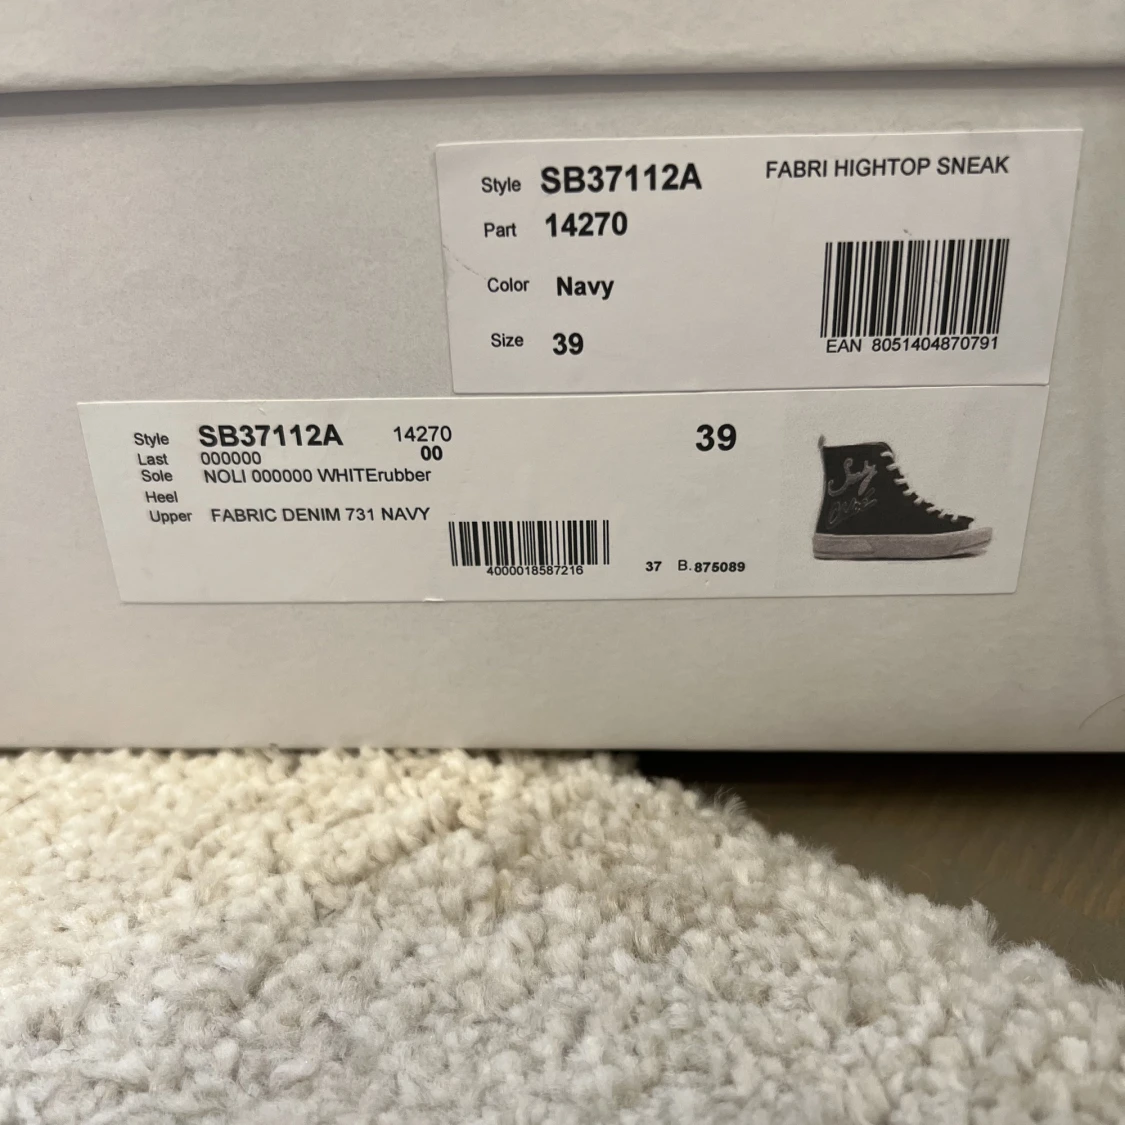 Style SB37112A FABRI HIGHTOP SNEAK
Part 14270
Color Navy
Size 39
EAN 8051404870791
Style SB37112A 14270 39
Last 000000 00
Sole NOLI 000000 WHITErubber
Heel
Upper FABRIC DENIM 731 NAVY
4000018587216
37 B. 875089